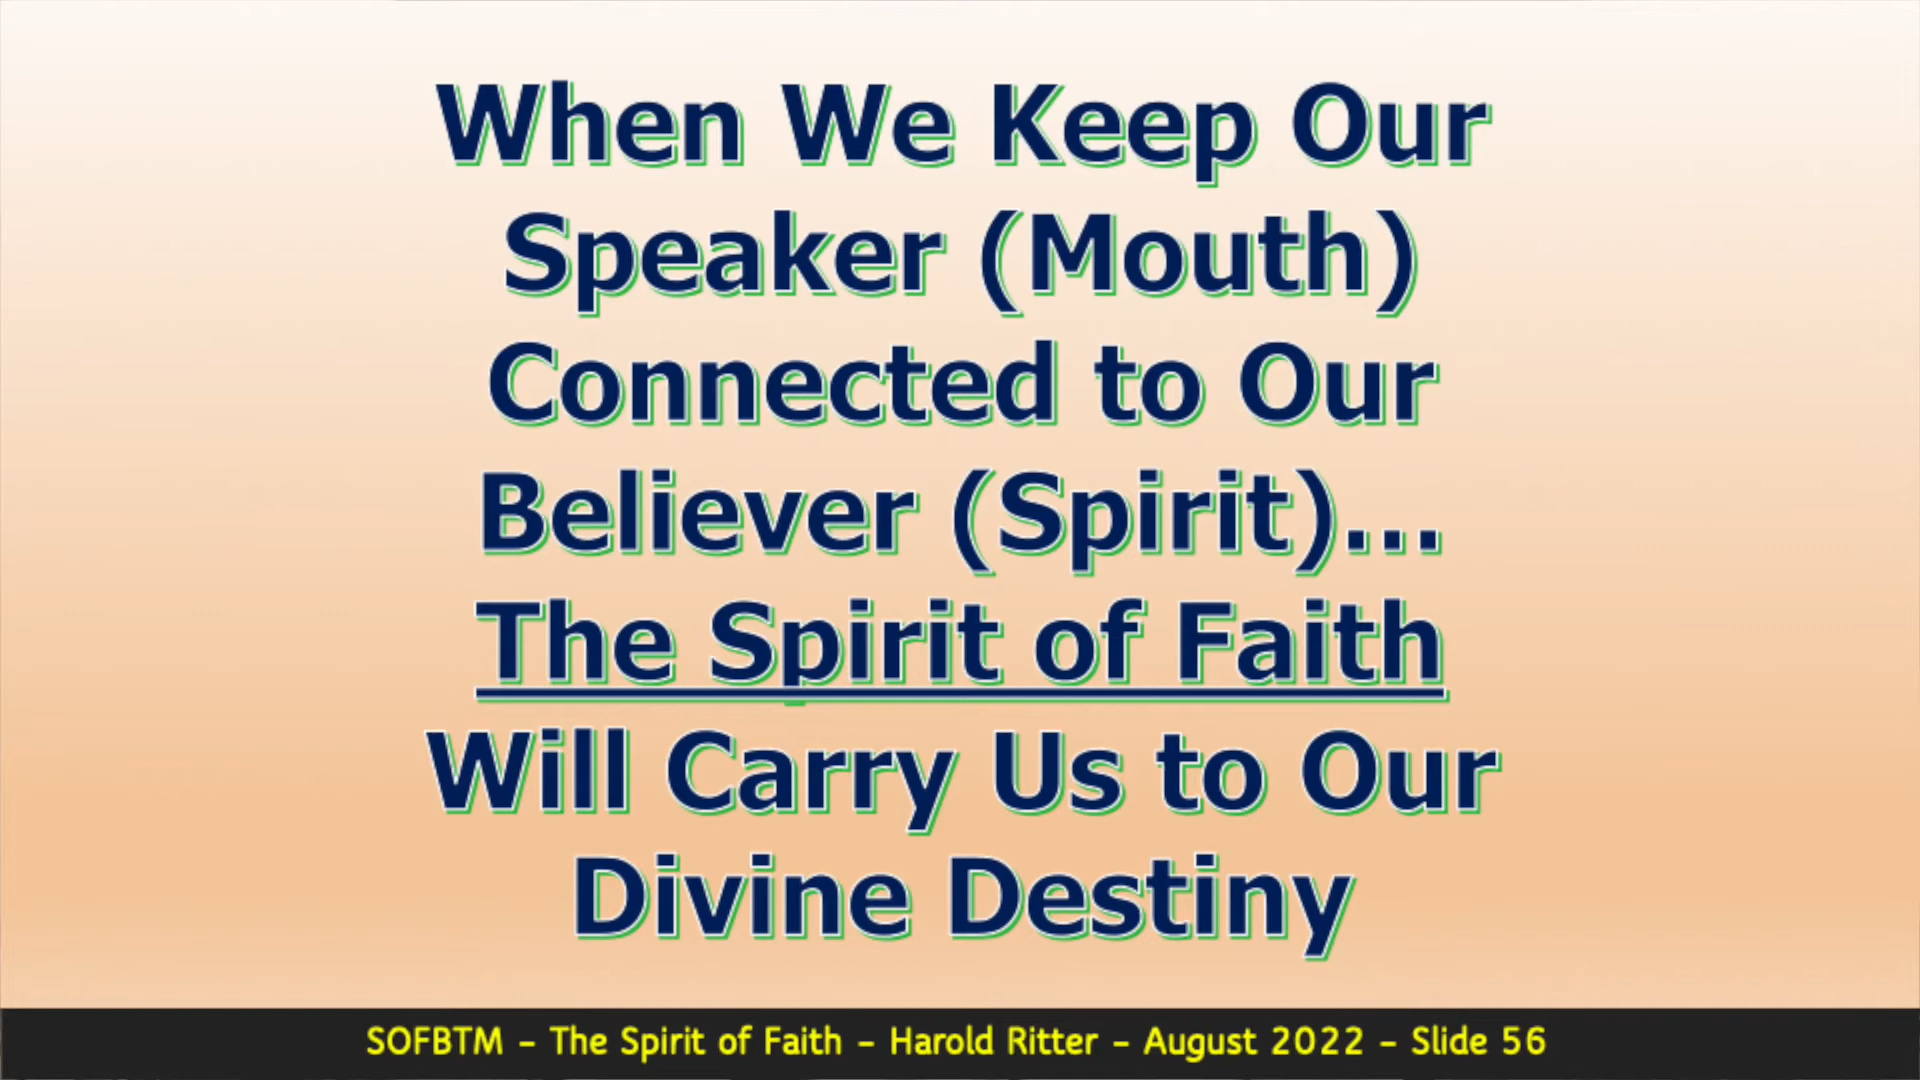 When We Keep Our
Speaker (Mouth)
Connected to Our
Believer (Spirit)...
The Spirit of Faith
Will Carry Us to Our
Divine Destiny
SOFBTM – The Spirit of Faith – Harold Ritter – August 2022 – Slide 56